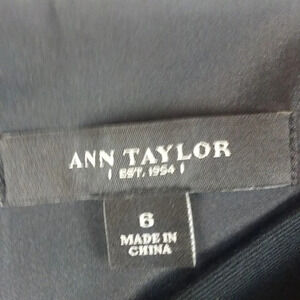 ANN TAYLOR
EST. 1954
6
MADE IN
CHINA